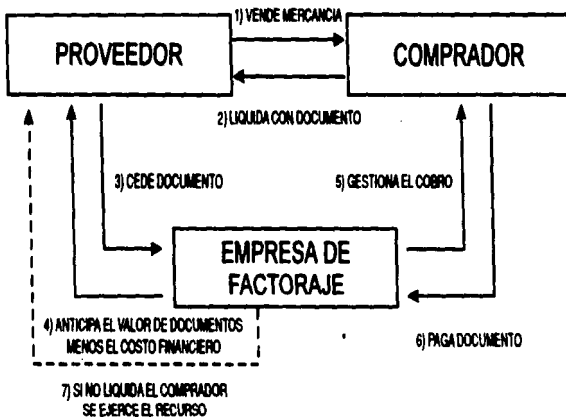 1) VENDE MERCANCIA
PROVEEDOR
COMPRADOR
2) LIQUIDA CON DOCUMENTO
3) CEDE DOCUMENTO
5) GESTIONA EL COBRO
EMPRESA DE
FACTORAJE
4) ANTICIPA EL VALOR DE DOCUMENTOS
MENOS EL COSTO FINANCIERO
6) PAGA DOCUMENTO
7) SI NO LIQUIDA EL COMPRADOR
SE EJERCE EL RECURSO